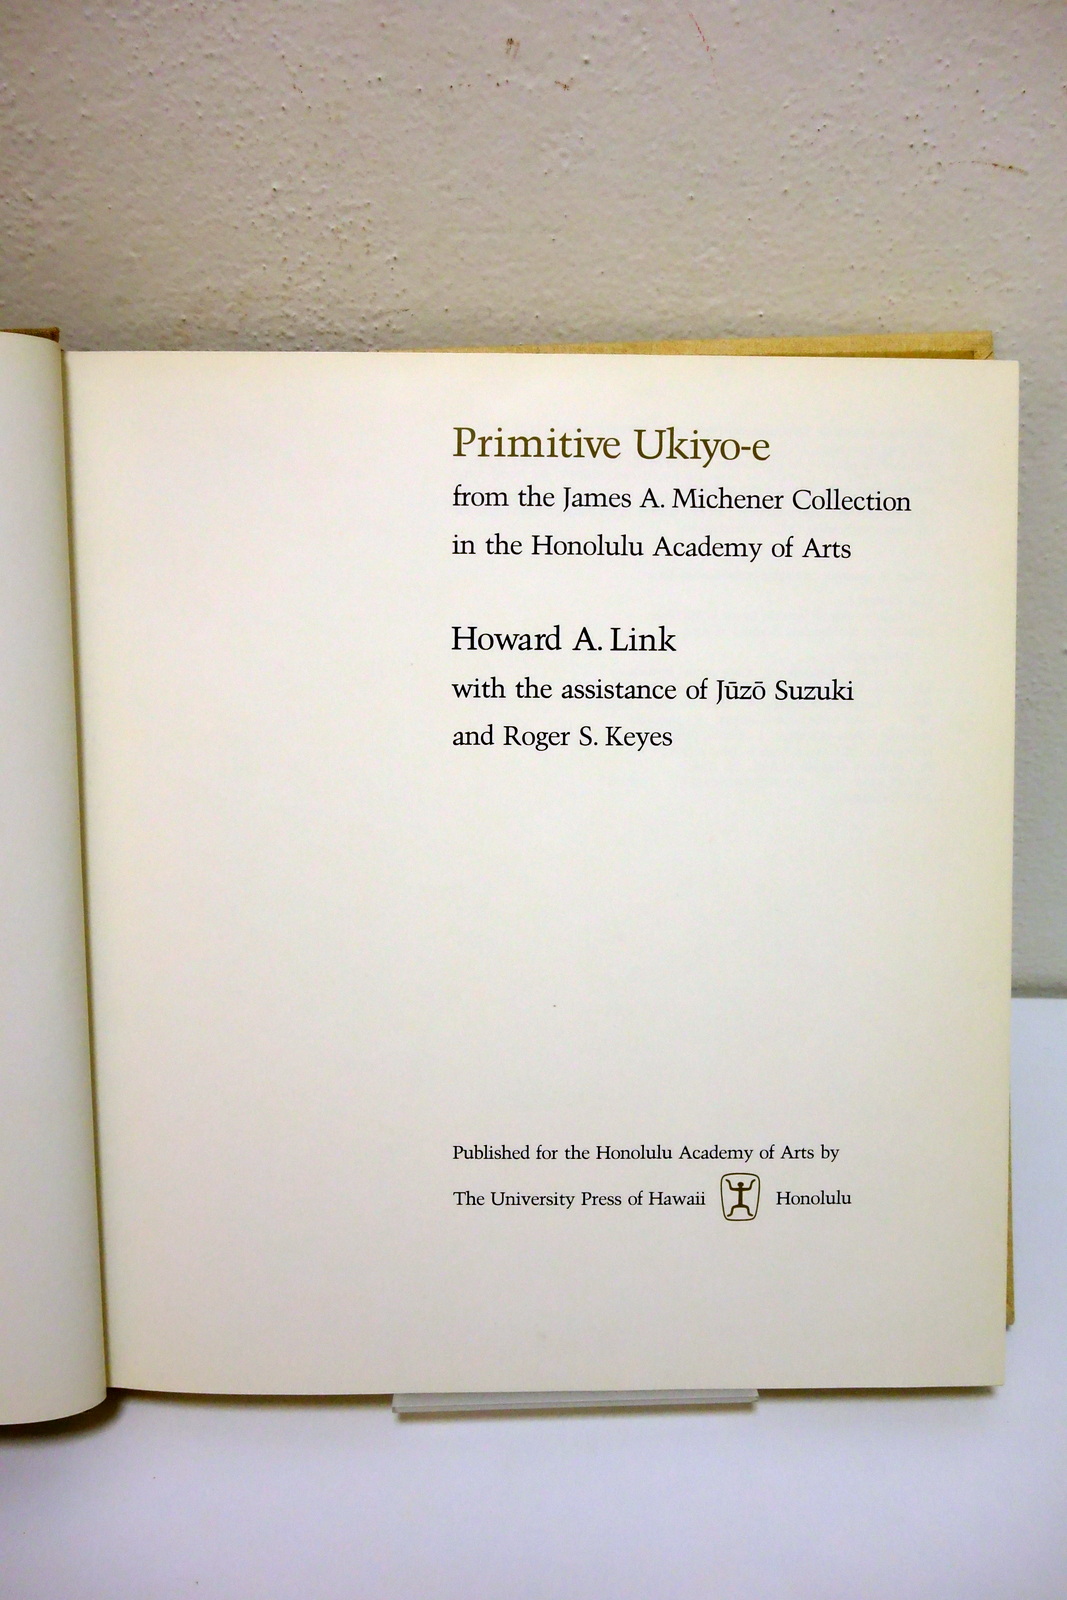 Primitive Ukiyo-e
from the James A. Michener Collection
in the Honolulu Academy of Arts
Howard A. Link
with the assistance of Jūzō Suzuki
and Roger S. Keyes
Published for the Honolulu Academy of Arts by
The University Press of Hawaii Honolulu